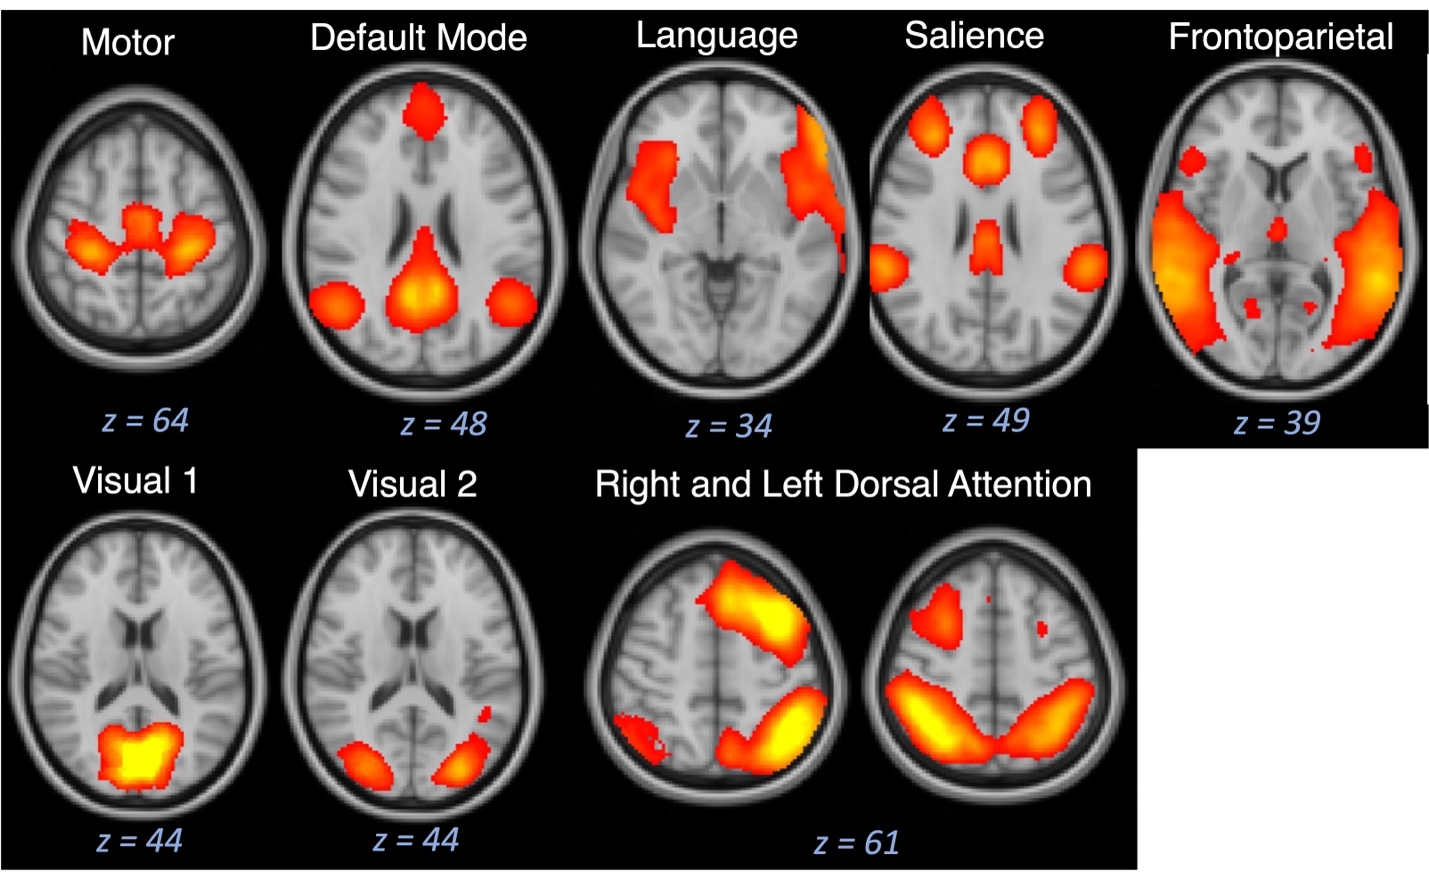 Motor
Default Mode
Language
Salience
Frontoparietal
z = 64
z = 48
z = 34
z = 49
z = 39
Visual 1
Visual 2
Right and Left Dorsal Attention
z = 44
z = 44
z = 61